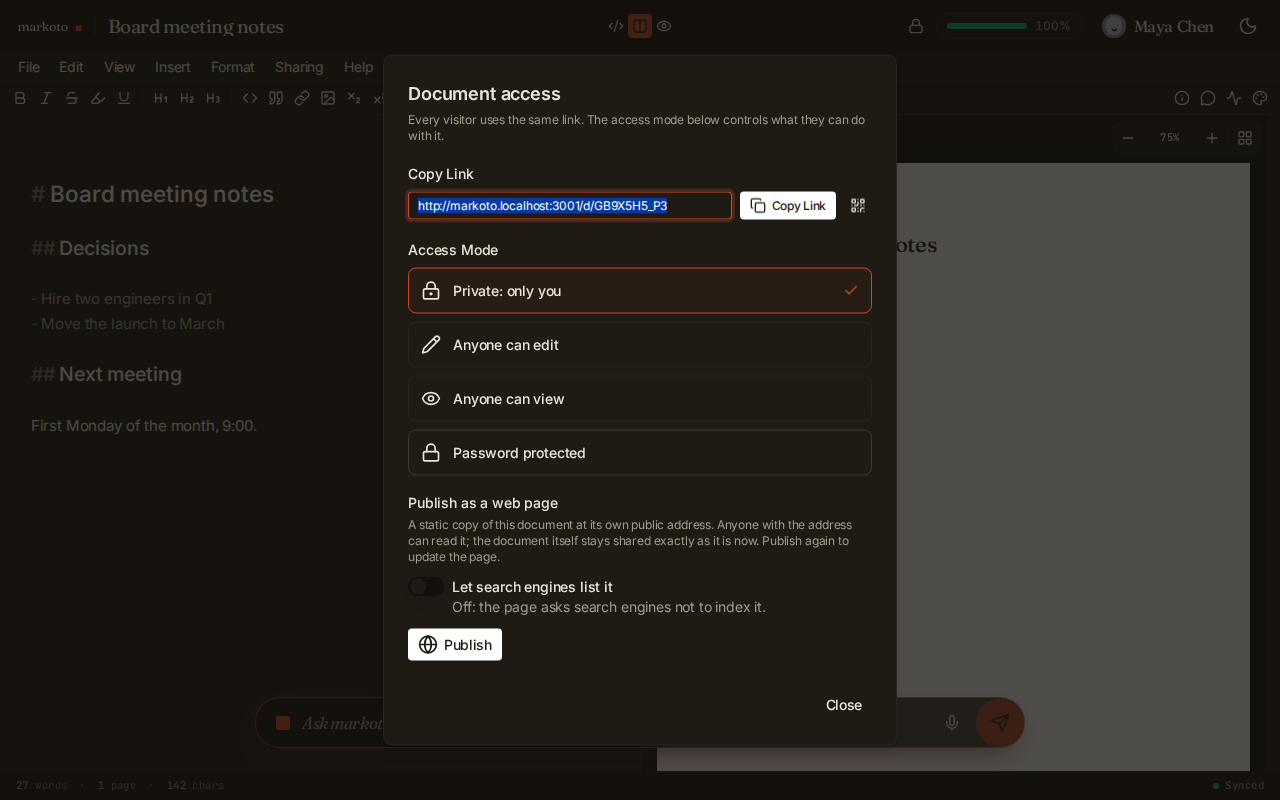 markoto
Board meeting notes
100%
Maya Chen
File Edit View Insert Format Sharing Help
H1 H2 H3
75%
# Board meeting notes
## Decisions
- Hire two engineers in Q1
- Move the launch to March
## Next meeting
First Monday of the month, 9:00.
otes
Document access
Every visitor uses the same link. The access mode below controls what they can do
with it.
Copy Link
http://markoto.localhost:3001/d/GB9X5H5_P3
Copy Link
Access Mode
Private: only you
Anyone can edit
Anyone can view
Password protected
Publish as a web page
A static copy of this document at its own public address. Anyone with the address
can read it; the document itself stays shared exactly as it is now. Publish again to
update the page.
Let search engines list it
Off: the page asks search engines not to index it.
Publish
Close
Ask markot
27 words · 1 page · 142 chars
Synced